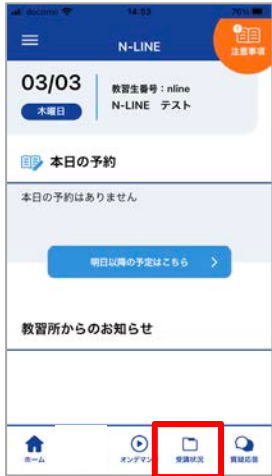 docomo 14:53 76%
N-LINE
注意事項
03/03
木曜日
教習生番号：nline
N-LINE テスト
本日の予約
本日の予約はありません
明日以降の予定はこちら
教習所からのお知らせ
ホーム
オンデマンド
受講状況
質疑応答